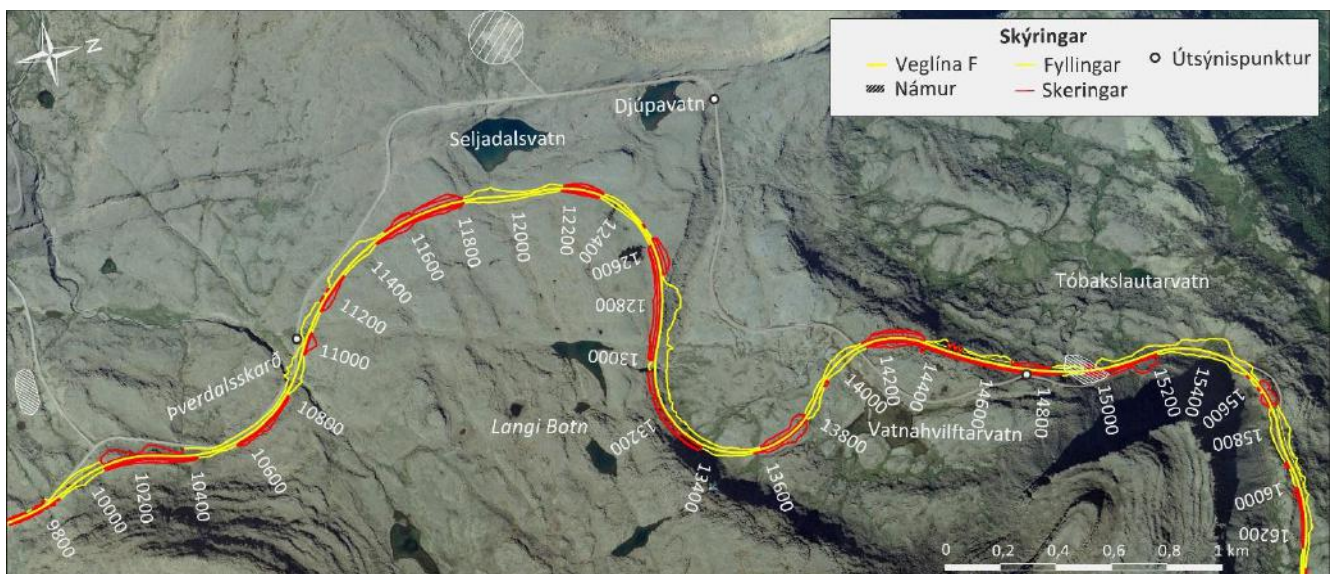 Skýringar
Veglína F
Fyllingar
Útsýnispunktur
Námur
Skeringar
N
Djúpavatn
Seljadalsvatn
Tóbakslautarvatn
Þverdalsskarð
Langi Botn
Vatnahvilftarvatn
9800
10000
10200
10400
10600
10800
11000
11200
11400
11600
11800
12000
12200
12400
12600
12800
13000
13200
13400
13600
13800
14000
14200
14400
14600
14800
15000
15200
15400
15600
15800
16000
16200
0
0,2
0,4
0,6
0,8
1 km